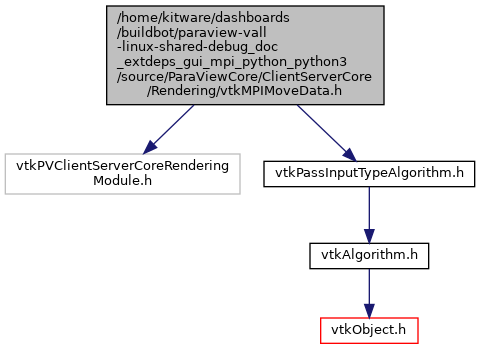 /home/kitware/dashboards
/buildbot/paraview-vall
-linux-shared-debug_doc
_extdeps_gui_mpi_python_python3
/source/ParaViewCore/ClientServerCore
/Rendering/vtkMPIMoveData.h
vtkPVClientServerCoreRendering
Module.h
vtkPassInputTypeAlgorithm.h
vtkAlgorithm.h
vtkObject.h